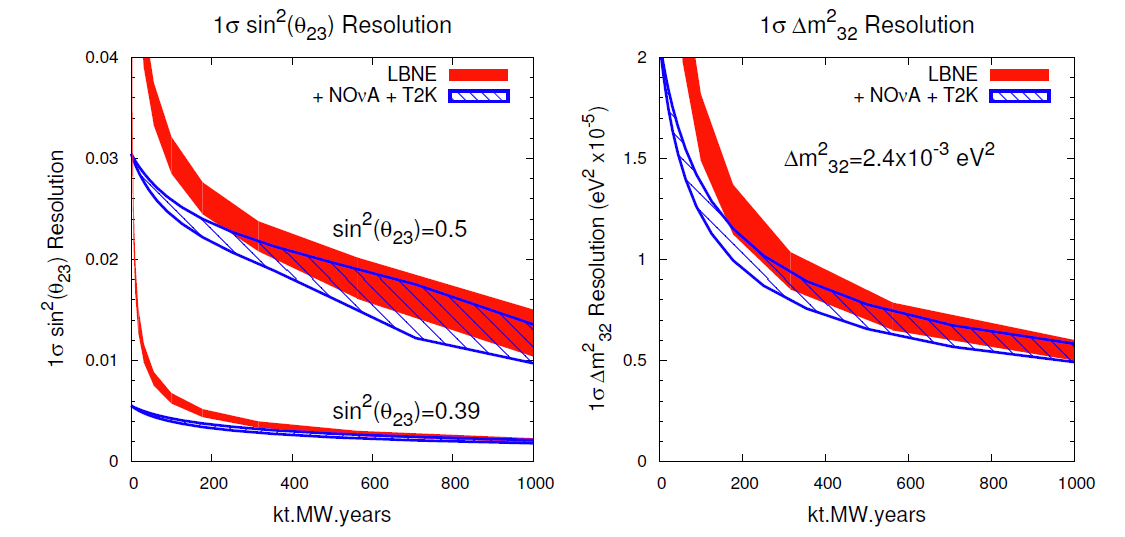 1σ sin²(θ₂₃) Resolution
0.04
0.03
0.02
0.01
0
1σ sin²(θ₂₃) Resolution
LBNE
+ NOνA + T2K
sin²(θ₂₃)=0.5
sin²(θ₂₃)=0.39
0 200 400 600 800 1000
kt.MW.years
1σ Δm²₃₂ Resolution
2
1.5
1
0.5
0
1σ Δm²₃₂ Resolution (eV² x10⁻⁵)
LBNE
+ NOνA + T2K
Δm²₃₂=2.4x10⁻³ eV²
0 200 400 600 800 1000
kt.MW.years